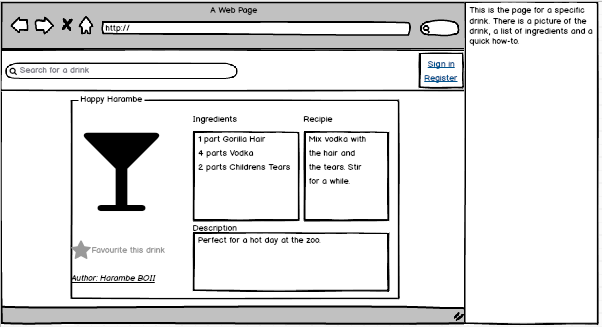 A Web Page
http://
Search for a drink
Sign in
Register
Happy Harambe
Ingredients
1 part Gorilla Hair
4 parts Vodka
2 parts Childrens Tears
Recipie
Mix vodka with
the hair and
the tears. Stir
for a while.
Favourite this drink
Author: Harambe BOII
Description
Perfect for a hot day at the zoo.
This is the page for a specific
drink. There is a picture of the
drink, a list of ingredients and a
quick how-to.